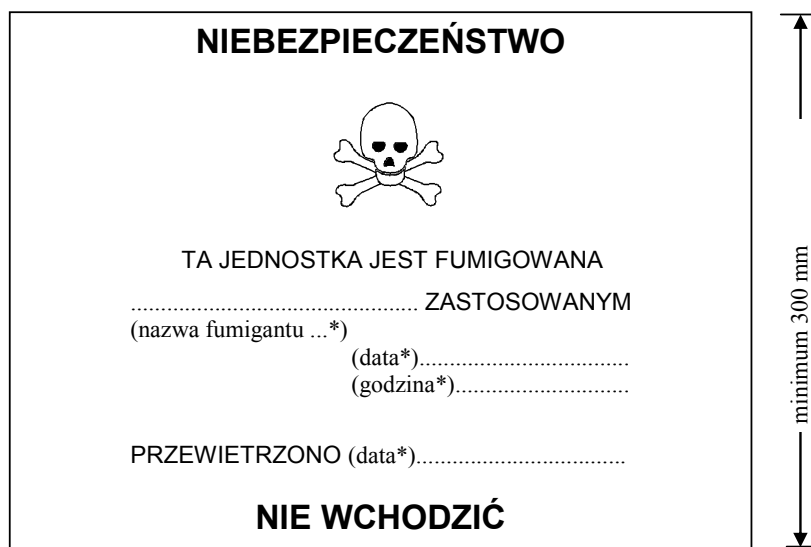 NIEBEZPIECZEŃSTWO
TA JEDNOSTKA JEST FUMIGOWANA
................................................ ZASTOSOWANYM
(nazwa fumigantu ...*)
(data*)...................................
(godzina*).............................
PRZEWIETRZONO (data*)...................................
NIE WCHODZIĆ
minimum 300 mm